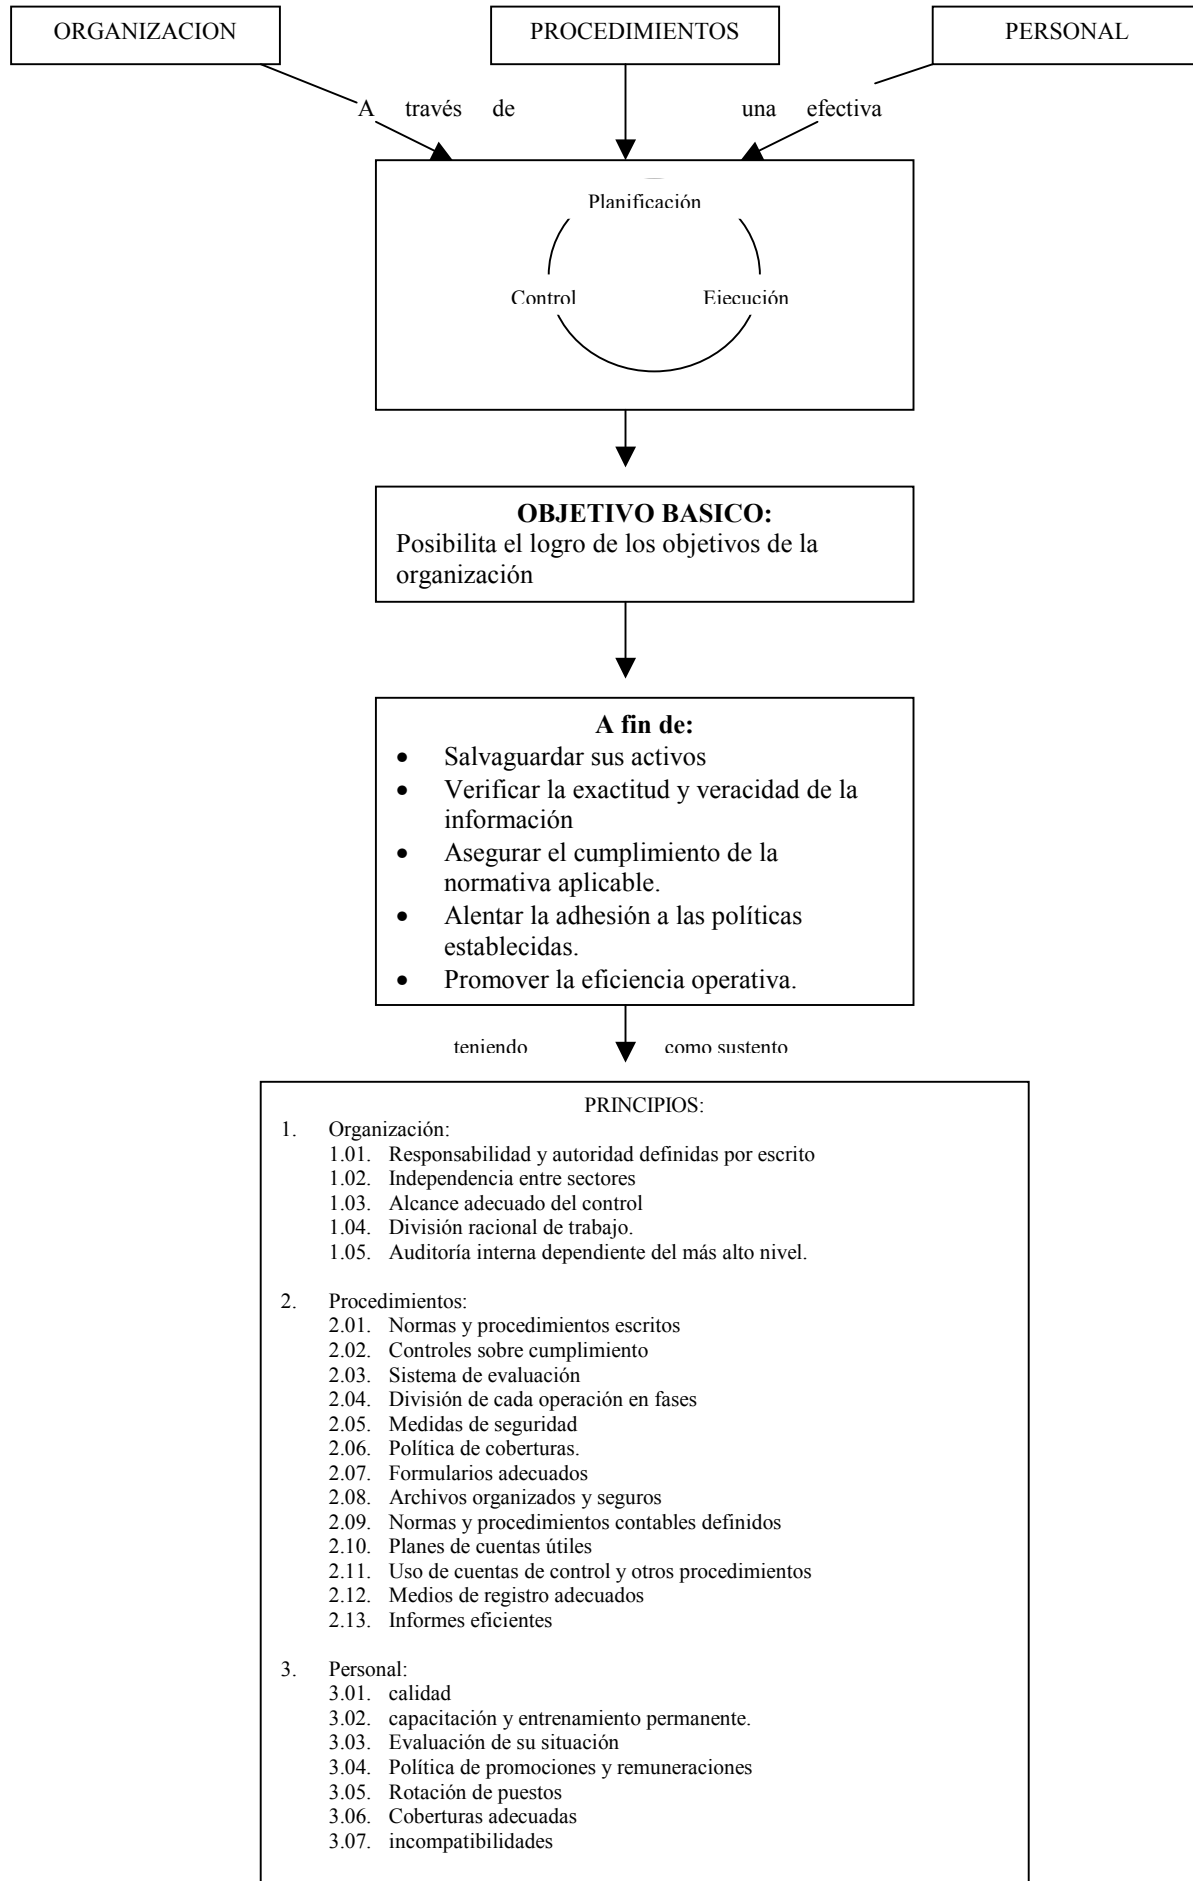 ORGANIZACION
PROCEDIMIENTOS
PERSONAL
A través de una efectiva
Planificación
Control Ejecución
OBJETIVO BASICO:
Posibilita el logro de los objetivos de la
organización
A fin de:
• Salvaguardar sus activos
• Verificar la exactitud y veracidad de la
información
• Asegurar el cumplimiento de la
normativa aplicable.
• Alentar la adhesión a las políticas
establecidas.
• Promover la eficiencia operativa.
teniendo como sustento
PRINCIPIOS:
1. Organización:
1.01. Responsabilidad y autoridad definidas por escrito
1.02. Independencia entre sectores
1.03. Alcance adecuado del control
1.04. División racional de trabajo.
1.05. Auditoría interna dependiente del más alto nivel.
2. Procedimientos:
2.01. Normas y procedimientos escritos
2.02. Controles sobre cumplimiento
2.03. Sistema de evaluación
2.04. División de cada operación en fases
2.05. Medidas de seguridad
2.06. Política de coberturas.
2.07. Formularios adecuados
2.08. Archivos organizados y seguros
2.09. Normas y procedimientos contables definidos
2.10. Planes de cuentas útiles
2.11. Uso de cuentas de control y otros procedimientos
2.12. Medios de registro adecuados
2.13. Informes eficientes
3. Personal:
3.01. calidad
3.02. capacitación y entrenamiento permanente.
3.03. Evaluación de su situación
3.04. Política de promociones y remuneraciones
3.05. Rotación de puestos
3.06. Coberturas adecuadas
3.07. incompatibilidades